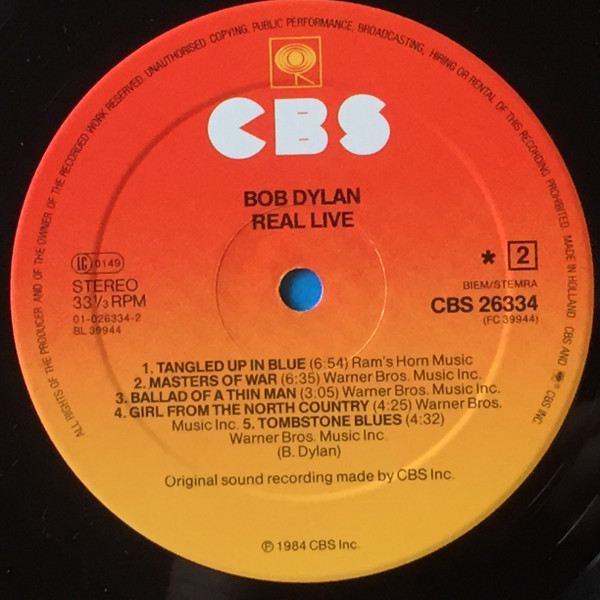 ALL RIGHTS OF THE PRODUCER AND OF THE OWNER OF THE RECORDED WORK RESERVED. UNAUTHORISED COPYING, PUBLIC PERFORMANCE, BROADCASTING, HIRING OR RENTAL OF THIS RECORDING PROHIBITED. MADE IN HOLLAND CBS AND CBS INC.
CBS
BOB DYLAN
REAL LIVE
LC 0149
STEREO
33 1/3 RPM
01-026334-2
BL 39944
* 2
BIEM/STEMRA
CBS 26334
(FC 39944)
1. TANGLED UP IN BLUE (6:54) Ram's Horn Music
2. MASTERS OF WAR (6:35) Warner Bros. Music Inc.
3. BALLAD OF A THIN MAN (3:05) Warner Bros. Music Inc.
4. GIRL FROM THE NORTH COUNTRY (4:25) Warner Bros.
Music Inc. 5. TOMBSTONE BLUES (4:32)
Warner Bros. Music Inc
(B. Dylan)
Original sound recording made by CBS Inc.
℗ 1984 CBS Inc.